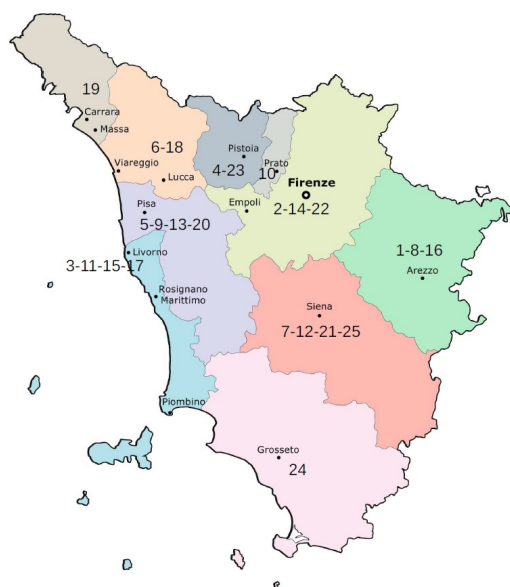 19
Carrara
Massa
6-18
Viareggio
Lucca
Pistoia
4-23
Prato
10
Firenze
2-14-22
Empoli
Pisa
5-9-13-20
Livorno
3-11-15-17
Rosignano
Marittimo
1-8-16
Arezzo
Siena
7-12-21-25
Piombino
Grosseto
24